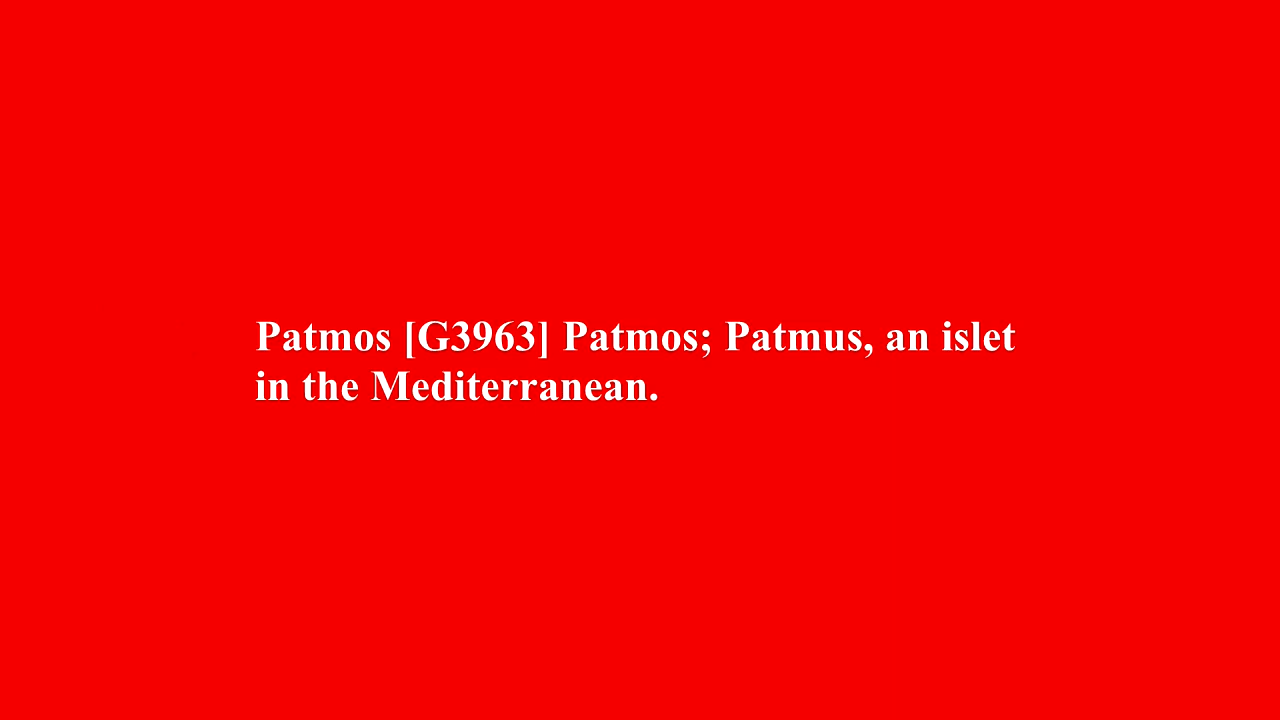 Patmos [G3963] Patmos; Patmus, an islet
in the Mediterranean.